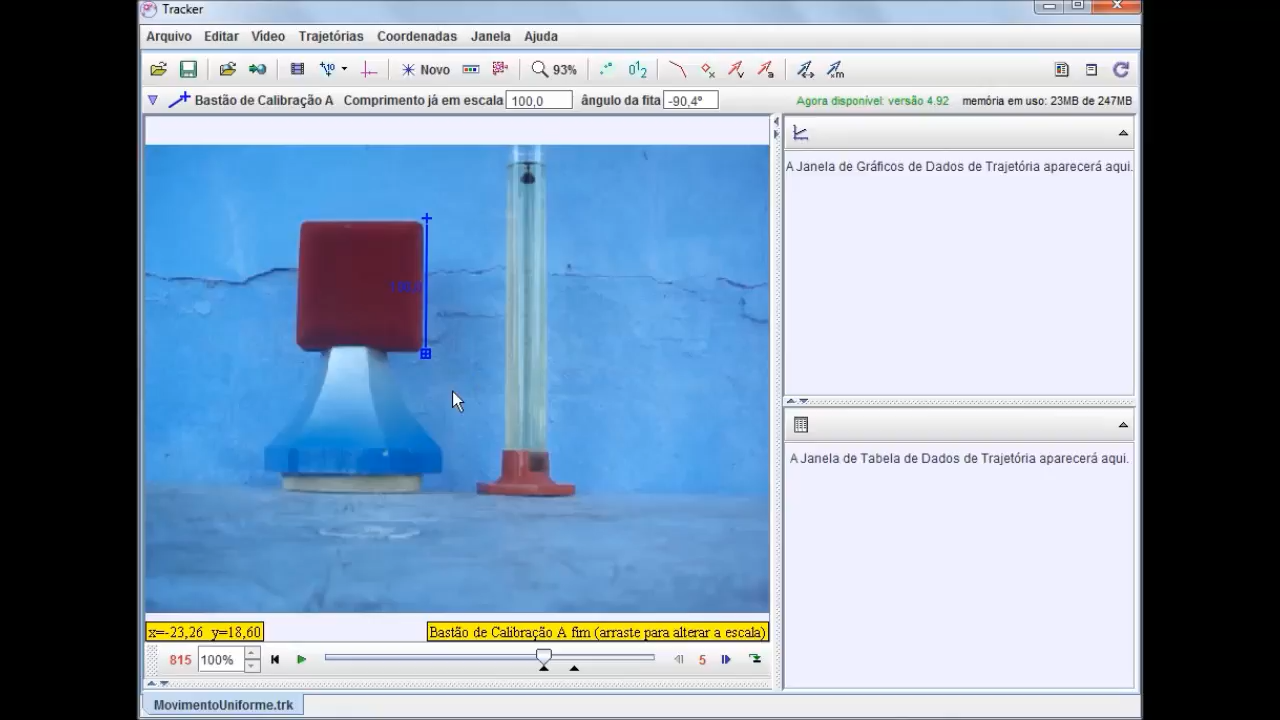 Tracker
Arquivo Editar Vídeo Trajetórias Coordenadas Janela Ajuda
Novo 93%
Bastão de Calibração A Comprimento já em escala 100,0 ângulo da fita -90,4º Agora disponível: versão 4.92 memória em uso: 23MB de 247MB
A Janela de Gráficos de Dados de Trajetória aparecerá aqui.
A Janela de Tabela de Dados de Trajetória aparecerá aqui.
x=-23,26 y=18,60 Bastão de Calibração A fim (arraste para alterar a escala)
815 100% 5
MovimentoUniforme.trk